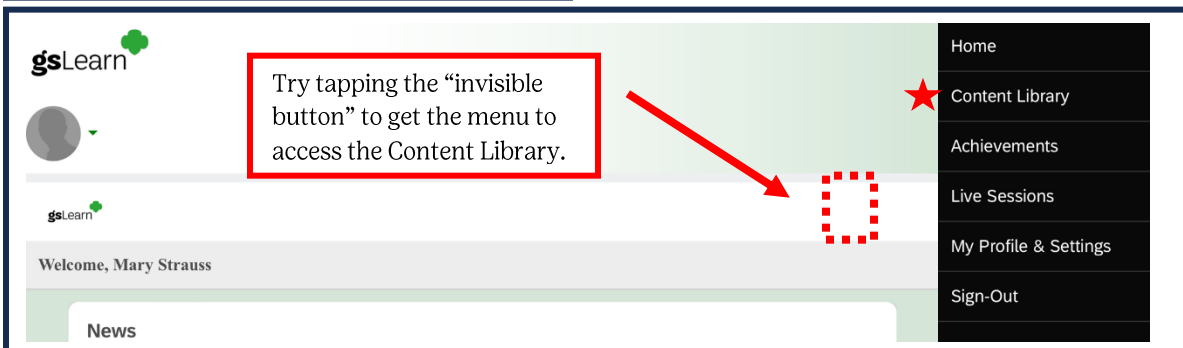 gsLearn
Try tapping the “invisible
button” to get the menu to
access the Content Library.
gsLearn
Welcome, Mary Strauss
News
Home
Content Library
Achievements
Live Sessions
My Profile & Settings
Sign-Out